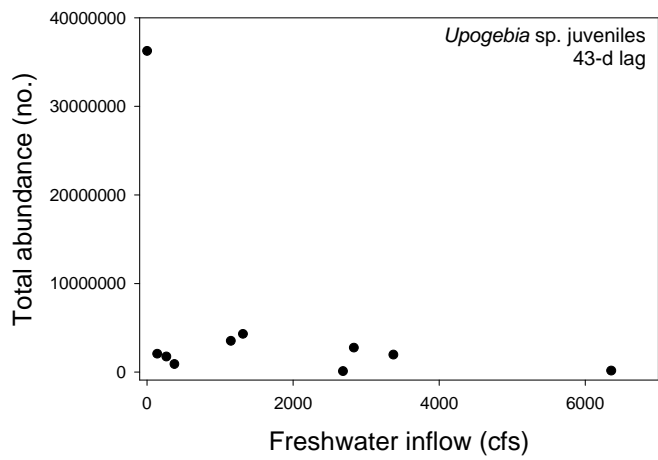 Upogebia sp. juveniles
43-d lag
Total abundance (no.)
40000000
30000000
20000000
10000000
0
0
2000
4000
6000
Freshwater inflow (cfs)